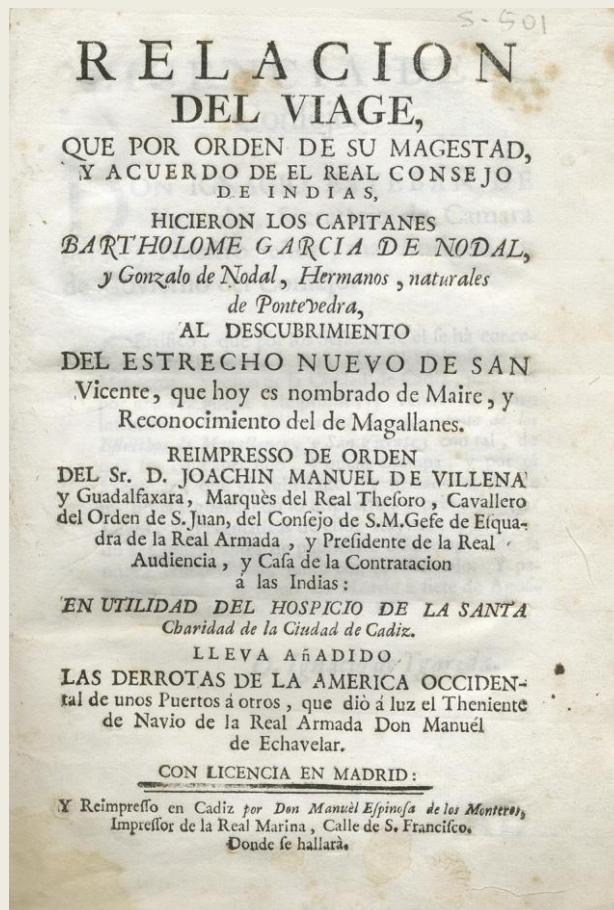 S-501
RELACION
DEL VIAGE,
QUE POR ORDEN DE SU MAGESTAD,
Y ACUERDO DE EL REAL CONSEJO
DE INDIAS,
HICIERON LOS CAPITANES
BARTHOLOME GARCIA DE NODAL,
y Gonzalo de Nodal, Hermanos, naturales
de Pontevedra,
AL DESCUBRIMIENTO
DEL ESTRECHO NUEVO DE SAN
Vicente, que hoy es nombrado de Maire, y
Reconocimiento del de Magallanes.
REIMPRESSO DE ORDEN
DEL Sr. D. JOACHIN MANUEL DE VILLENA
y Guadalfaxara, Marquès del Real Theſoro, Cavallero
del Orden de S. Juan, del Conſejo de S.M. Gefe de Eſqua-
dra de la Real Armada, y Preſidente de la Real
Audiencia, y Caſa de la Contratacion
á las Indias:
EN UTILIDAD DEL HOSPICIO DE LA SANTA
Charidad de la Ciudad de Cadiz.
LLEVA AñADIDO
LAS DERROTAS DE LA AMERICA OCCIDEN-
tal de unos Puertos á otros, que diò á luz el Theniente
de Navio de la Real Armada Don Manuél
de Echavelar.
CON LICENCIA EN MADRID:
Y Reimpreſſo en Cadiz por Don Manuèl Eſpinoſa de los Monteros,
Impreſſor de la Real Marina, Calle de S. Franciſco.
Donde ſe hallarà.